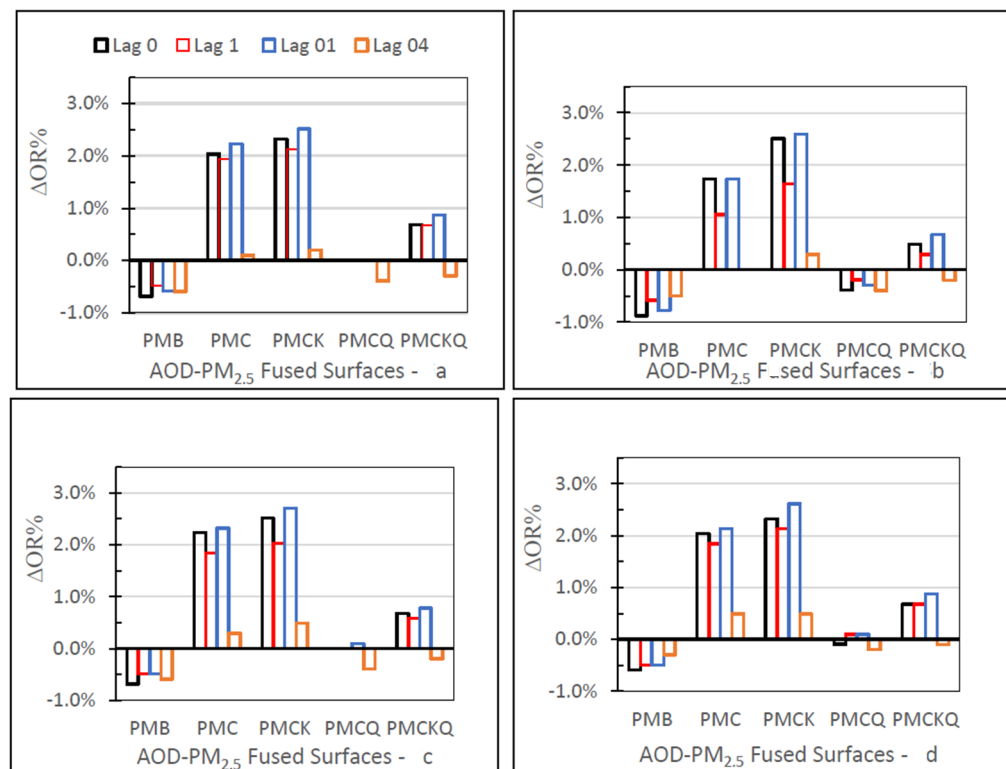 Lag 0 Lag 1 Lag 01 Lag 04
3.0%
2.0%
1.0%
0.0%
-1.0%
ΔOR%
PMB PMC PMCK PMCQ PMCKQ
AOD-PM2.5 Fused Surfaces - a
3.0%
2.0%
1.0%
0.0%
-1.0%
ΔOR%
PMB PMC PMCK PMCQ PMCKQ
AOD-PM2.5 Fused Surfaces - b
3.0%
2.0%
1.0%
0.0%
-1.0%
ΔOR%
PMB PMC PMCK PMCQ PMCKQ
AOD-PM2.5 Fused Surfaces - c
3.0%
2.0%
1.0%
0.0%
-1.0%
ΔOR%
PMB PMC PMCK PMCQ PMCKQ
AOD-PM2.5 Fused Surfaces - d